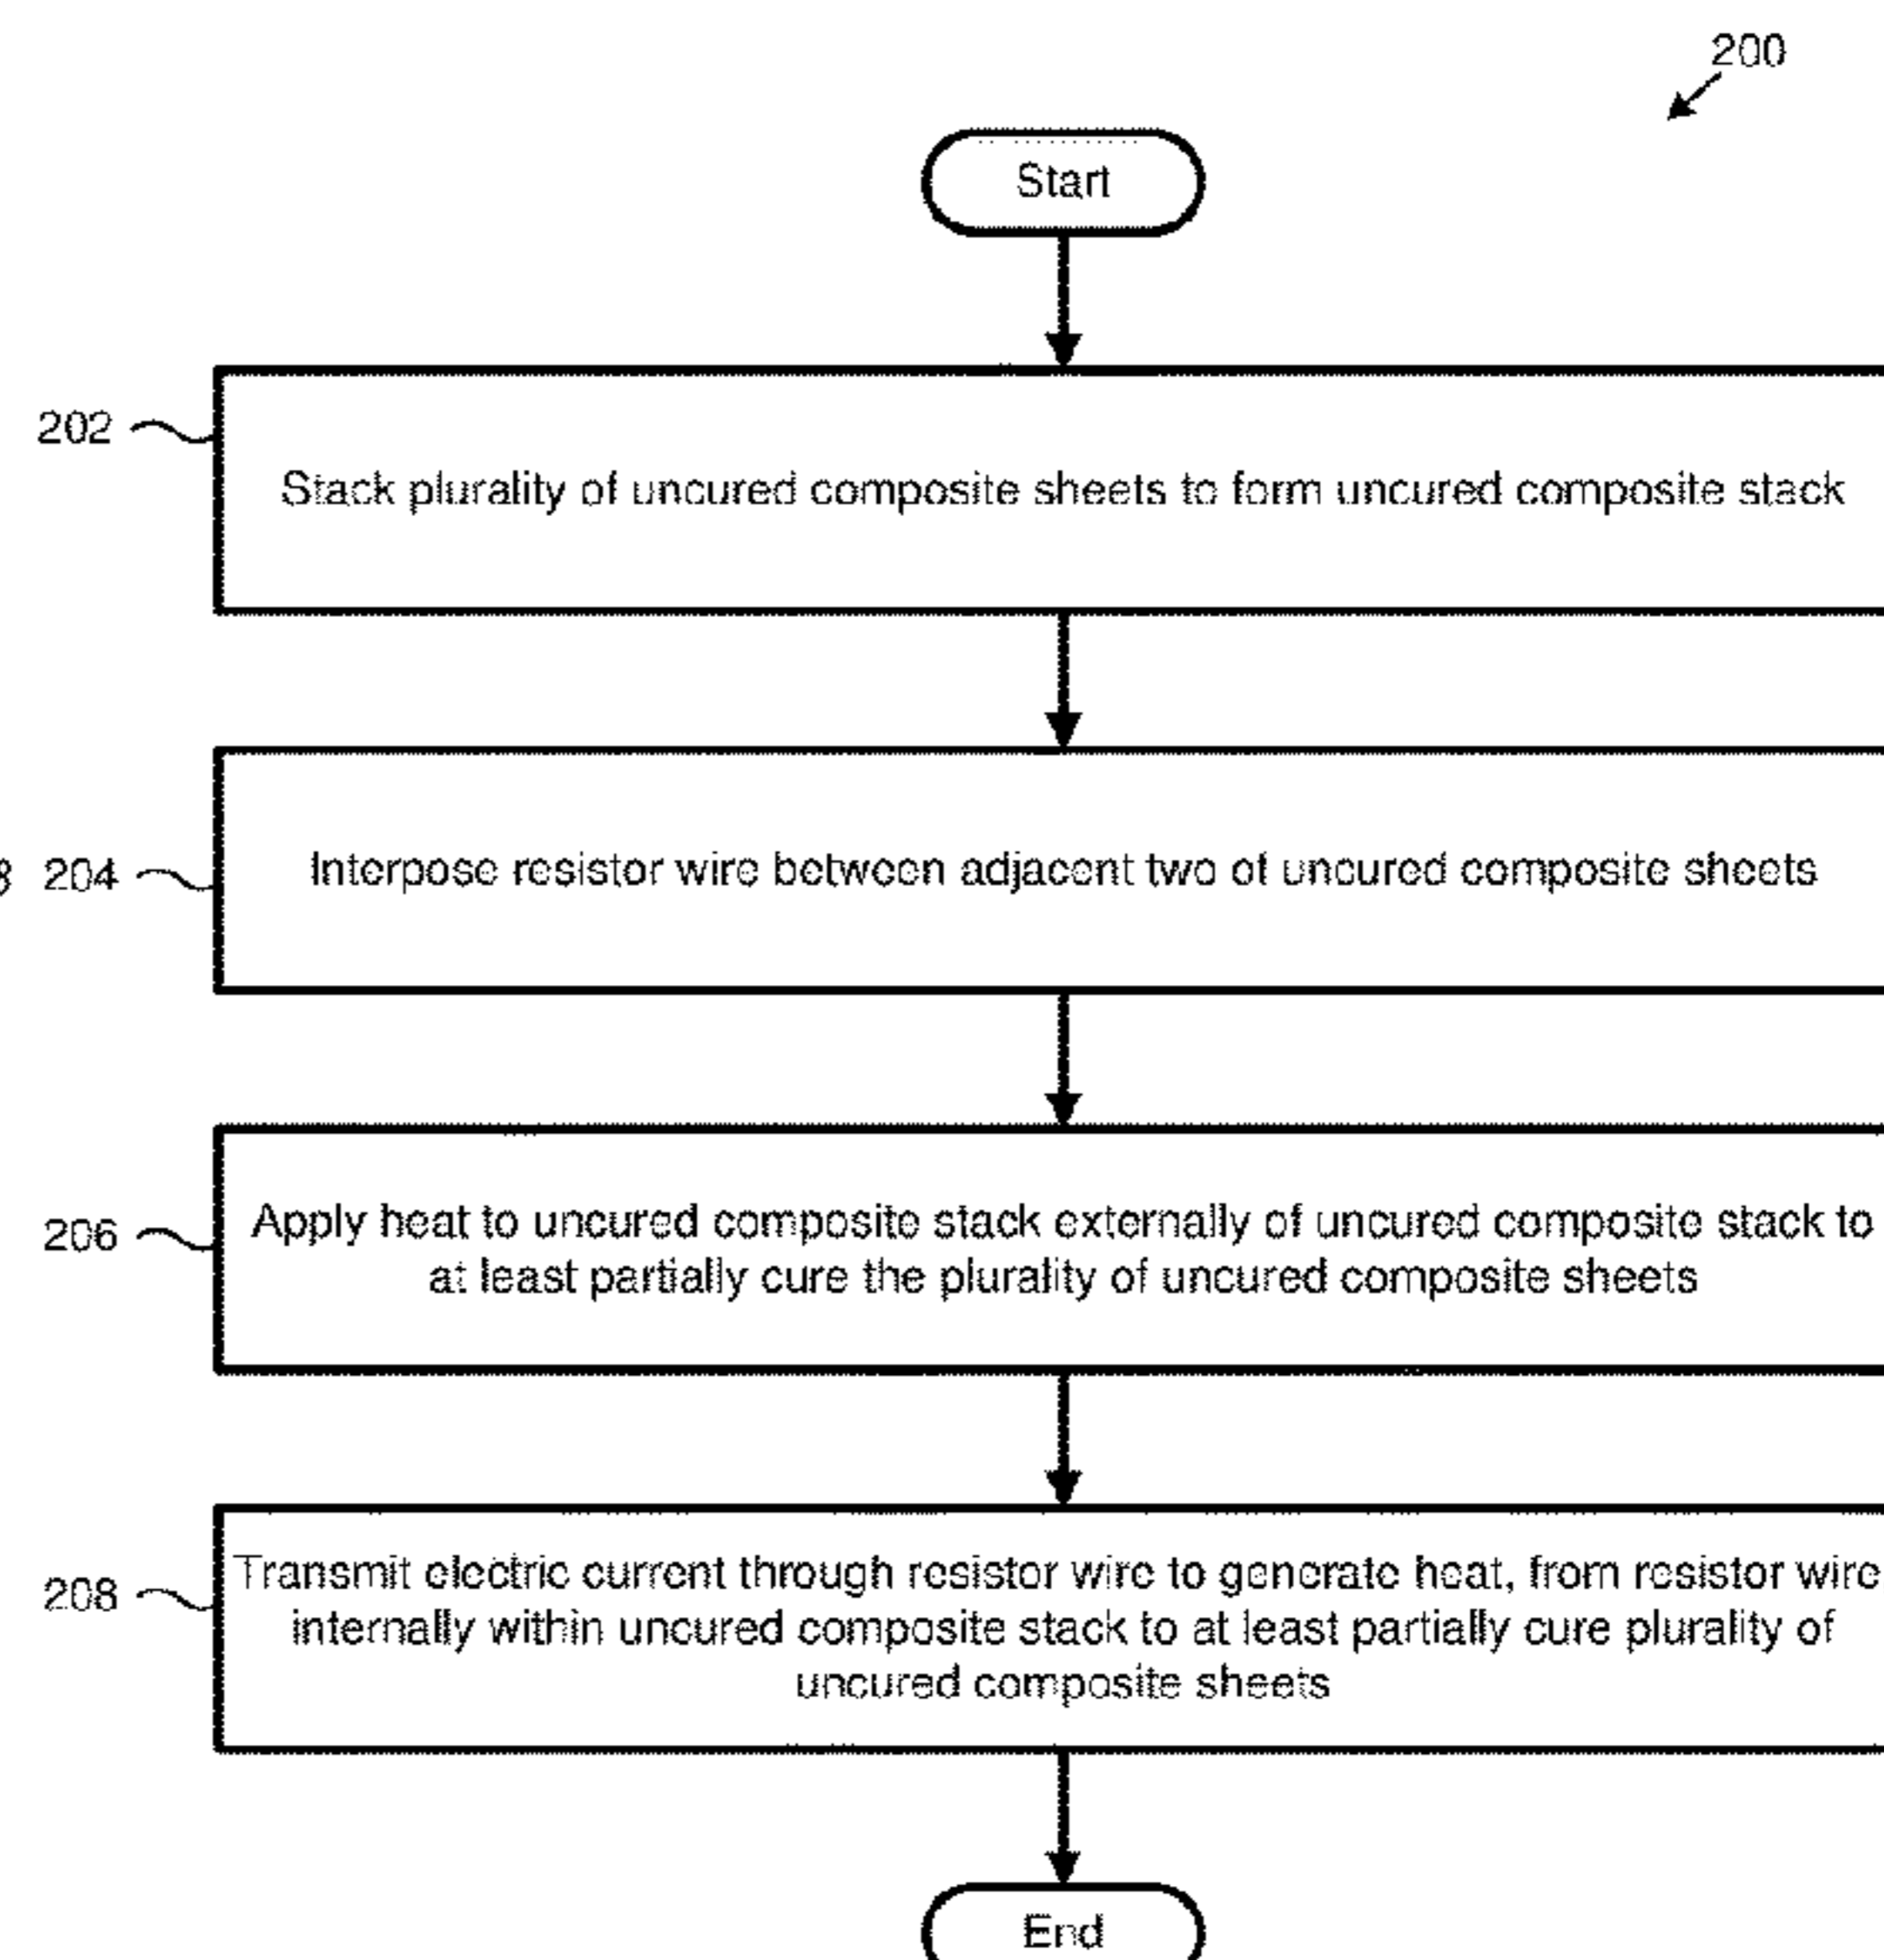 200
Start
202
Stack plurality of uncured composite sheets to form uncured composite stack
204
Interpose resistor wire between adjacent two of uncured composite sheets
206
Apply heat to uncured composite stack externally of uncured composite stack to
at least partially cure the plurality of uncured composite sheets
208
Transmit electric current through resistor wire to generate heat, from resistor wire
internally within uncured composite stack to at least partially cure plurality of
uncured composite sheets
End